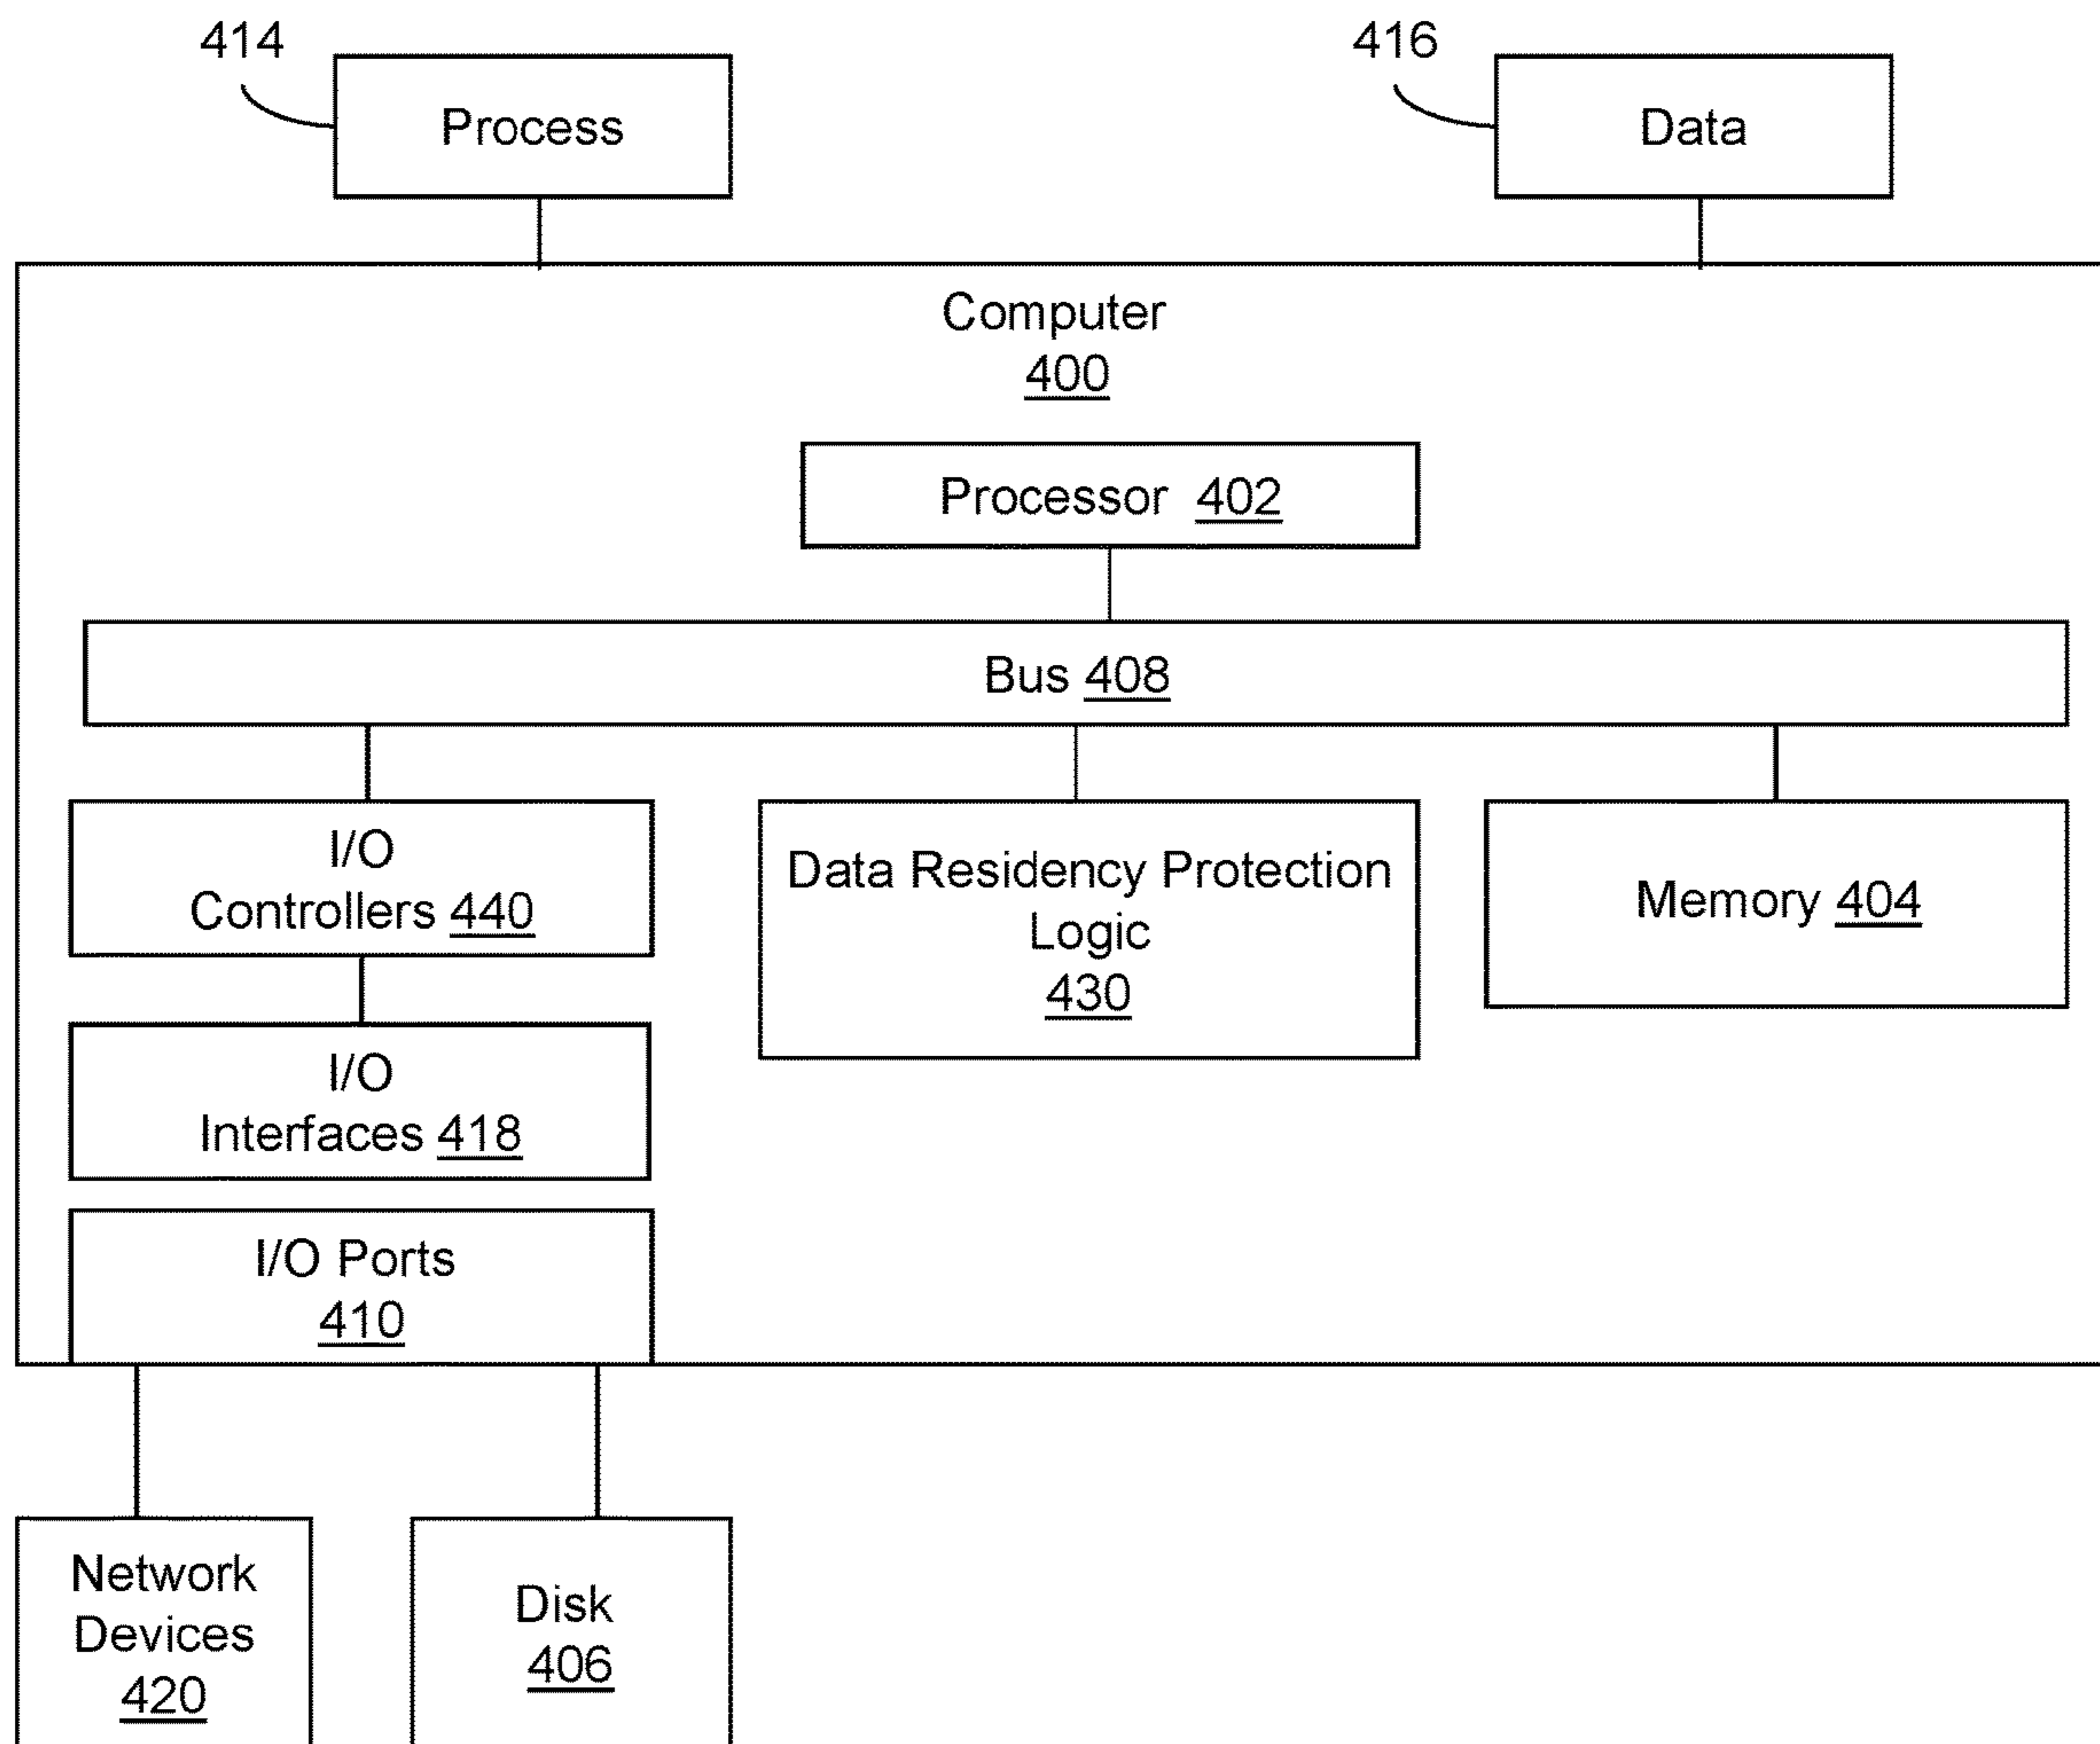 414
Process
416
Data
Computer
400
Processor 402
Bus 408
I/O
Controllers 440
Data Residency Protection
Logic
430
Memory 404
I/O
Interfaces 418
I/O Ports
410
Network
Devices
420
Disk
406